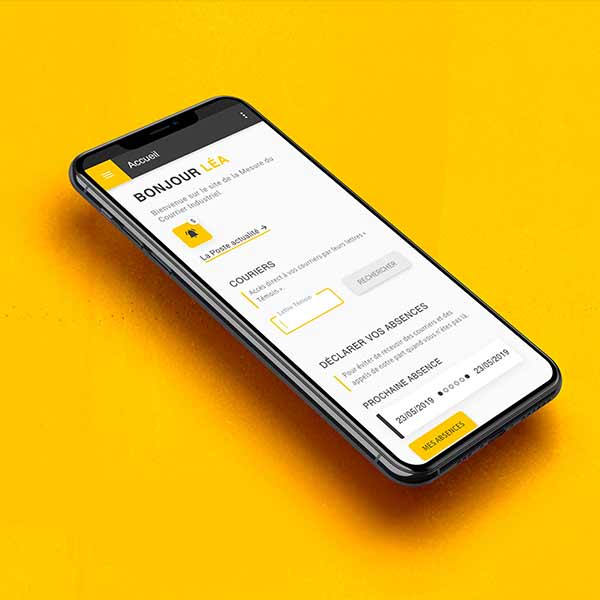 Accueil
BONJOUR LÉA
Bienvenue sur le site de la Mesure du
Courrier Industriel.
5
La Poste actualité →
COURIERS
Accès direct à vos courriers par leurs lettres «
Témoin ».
Lettre Témoin
RECHERCHER
DÉCLARER VOS ABSENCES
Pour éviter de recevoir des courriers et des
appels de notre part quand vous n'êtes pas là.
PROCHAINE ABSENCE
23/05/2019
23/05/2019
MES ABSENCES